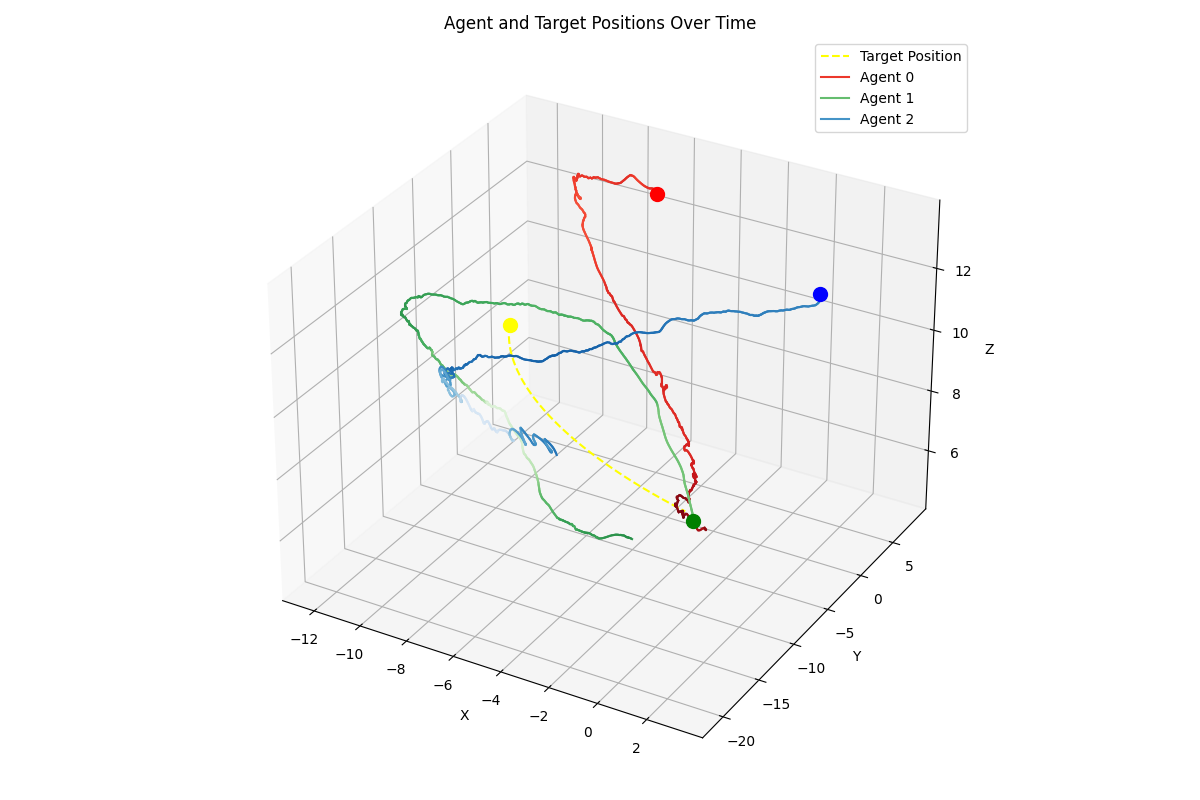 Agent and Target Positions Over Time
Target Position
Agent 0
Agent 1
Agent 2
12
10
8
6
Z
5
0
−5
−10
−15
−20
Y
−12
−10
−8
−6
−4
−2
0
2
X